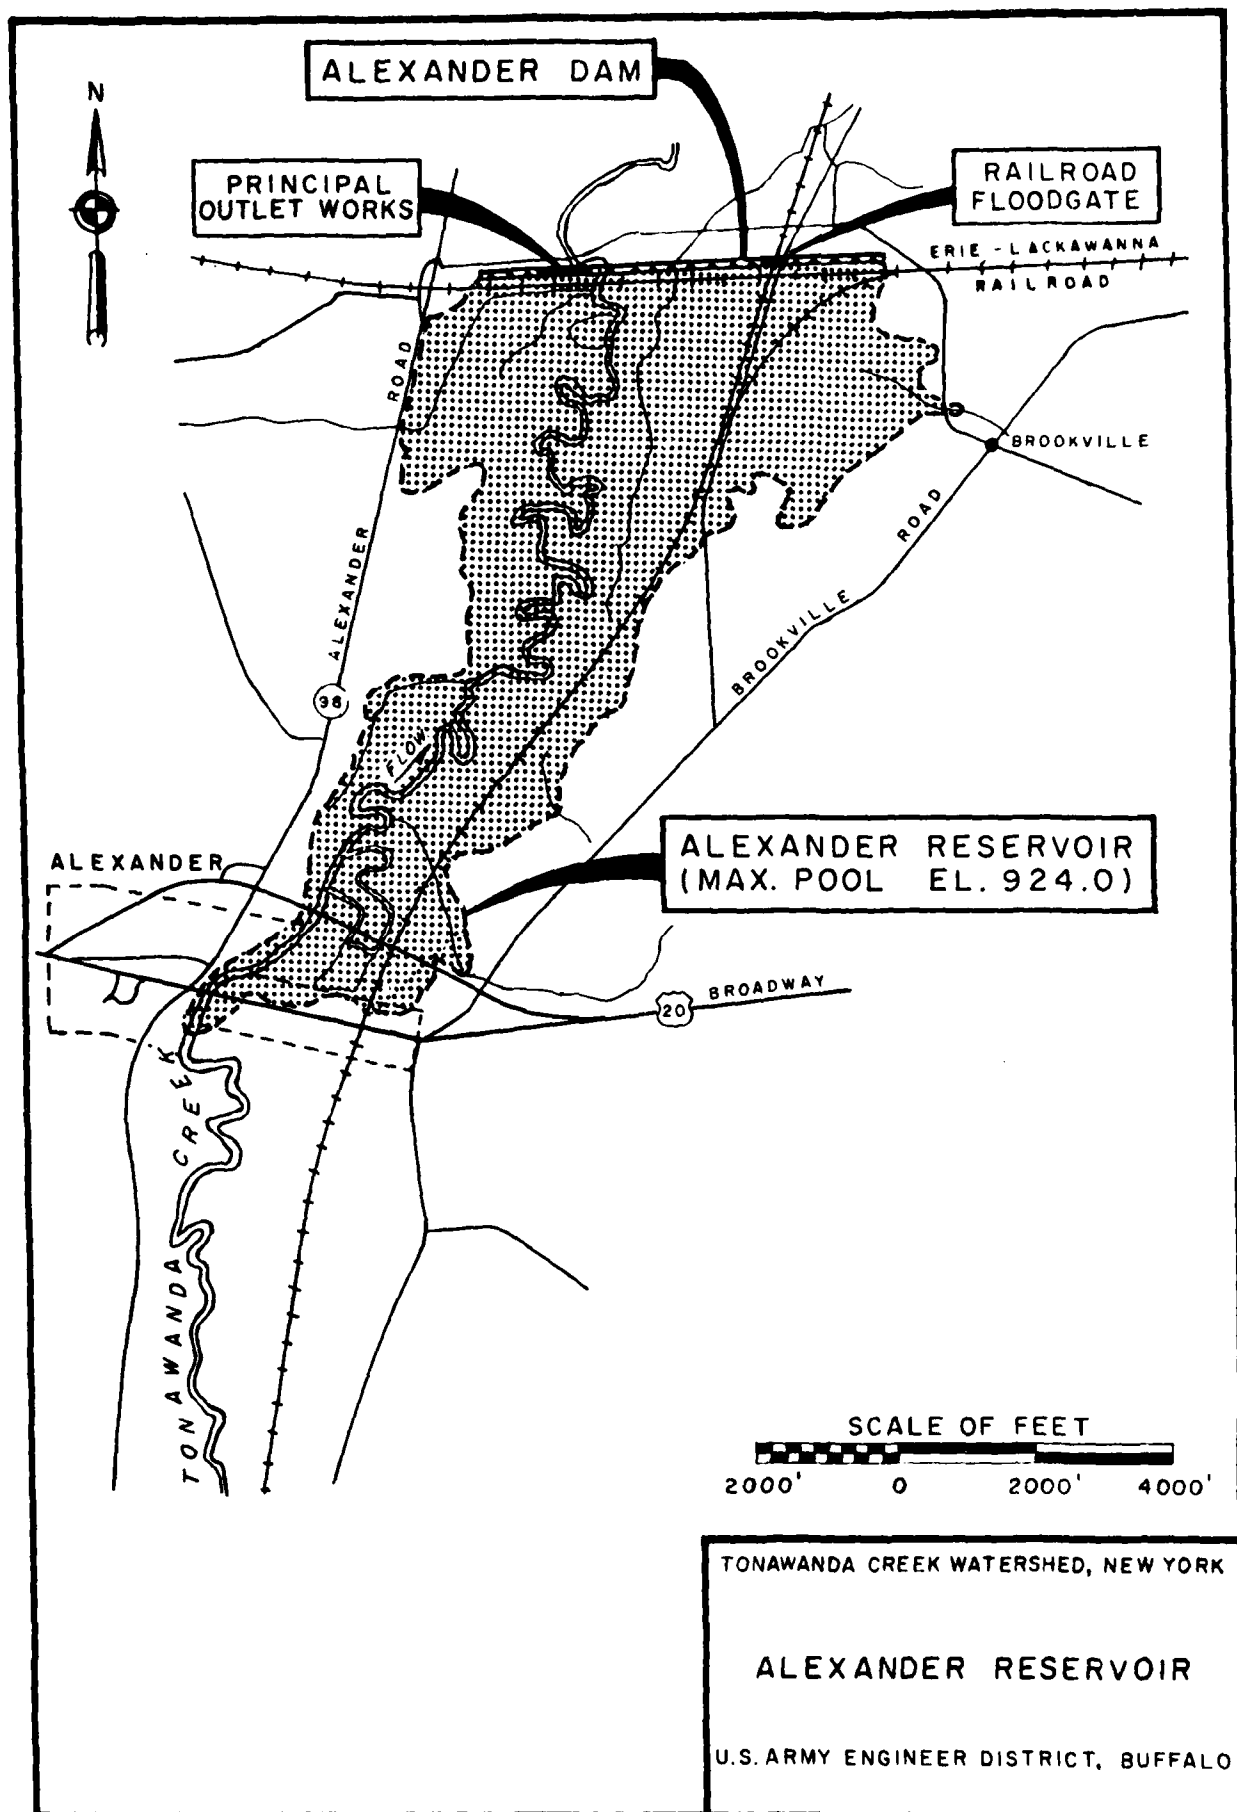 ALEXANDER DAM
N
PRINCIPAL
OUTLET WORKS
RAILROAD
FLOODGATE
ERIE - LACKAWANNA
RAILROAD
ALEXANDER ROAD
BROOKVILLE
BROOKVILLE ROAD
98
FLOW
ALEXANDER
ALEXANDER RESERVOIR
(MAX. POOL EL. 924.0)
20
BROADWAY
TONAWANDA CREEK
SCALE OF FEET
2000' 0 2000' 4000'
TONAWANDA CREEK WATERSHED, NEW YORK
ALEXANDER RESERVOIR
U.S. ARMY ENGINEER DISTRICT, BUFFALO